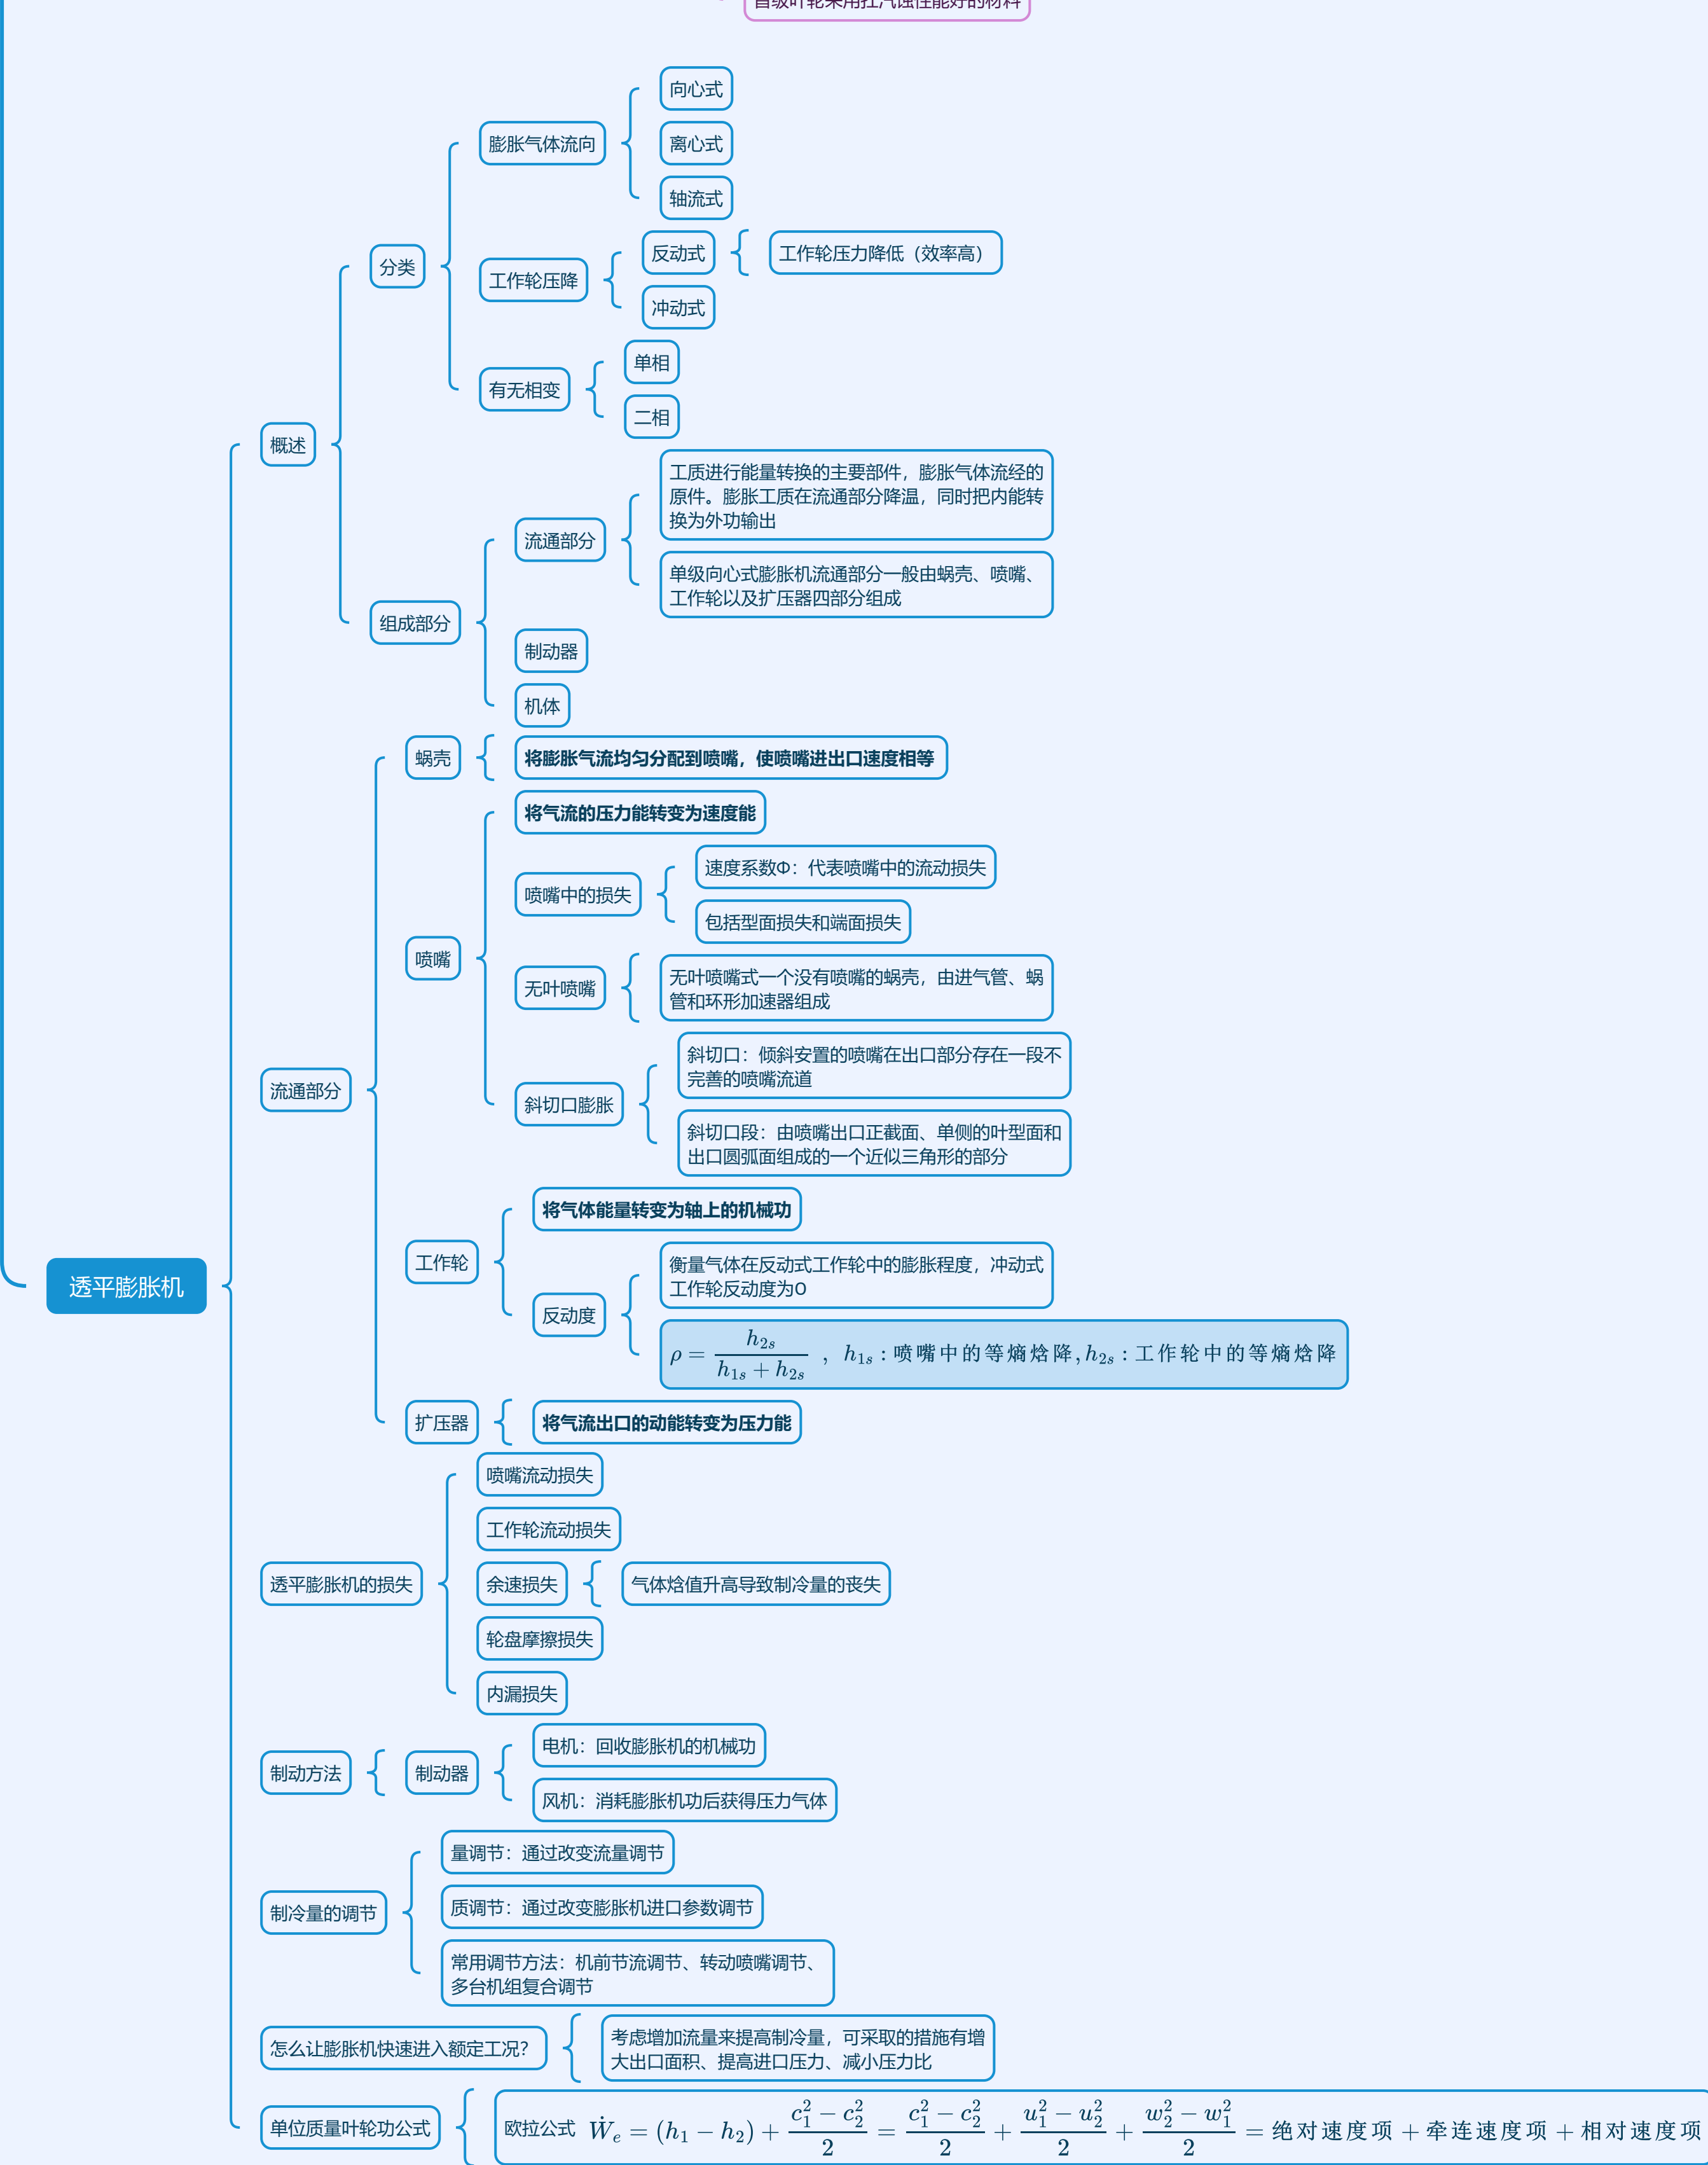 首级叶轮采用抗汽蚀性能好的材料
向心式
膨胀气体流向
离心式
轴流式
反动式
工作轮压力降低（效率高）
分类
工作轮压降
冲动式
单相
有无相变
二相
概述
工质进行能量转换的主要部件，膨胀气体流经的
原件。膨胀工质在流通部分降温，同时把内能转
换为外功输出
流通部分
单级向心式膨胀机流通部分一般由蜗壳、喷嘴、
工作轮以及扩压器四部分组成
组成部分
制动器
机体
蜗壳
将膨胀气流均匀分配到喷嘴，使喷嘴进出口速度相等
将气流的压力能转变为速度能
速度系数Φ：代表喷嘴中的流动损失
喷嘴中的损失
包括型面损失和端面损失
喷嘴
无叶喷嘴
无叶喷嘴式一个没有喷嘴的蜗壳，由进气管、蜗
管和环形加速器组成
斜切口：倾斜安置的喷嘴在出口部分存在一段不
完善的喷嘴流道
流通部分
斜切口膨胀
斜切口段：由喷嘴出口正截面、单侧的叶型面和
出口圆弧面组成的一个近似三角形的部分
将气体能量转变为轴上的机械功
工作轮
衡量气体在反动式工作轮中的膨胀程度，冲动式
工作轮反动度为0
透平膨胀机
反动度
ρ = h_{2s} / (h_{1s} + h_{2s}) ，h_{1s} : 喷嘴中的等熵焓降, h_{2s} : 工作轮中的等熵焓降
扩压器
将气流出口的动能转变为压力能
喷嘴流动损失
工作轮流动损失
透平膨胀机的损失
余速损失
气体焓值升高导致制冷量的丧失
轮盘摩擦损失
内漏损失
电机：回收膨胀机的机械功
制动方法
制动器
风机：消耗膨胀机功后获得压力气体
量调节：通过改变流量调节
制冷量的调节
质调节：通过改变膨胀机进口参数调节
常用调节方法：机前节流调节、转动喷嘴调节、
多台机组复合调节
怎么让膨胀机快速进入额定工况？
考虑增加流量来提高制冷量，可采取的措施有增
大出口面积、提高进口压力、减小压力比
单位质量叶轮功公式
欧拉公式 Ẇ_e = (h_1 − h_2) + (c_1^2 − c_2^2)/2 = (c_1^2 − c_2^2)/2 + (u_1^2 − u_2^2)/2 + (w_2^2 − w_1^2)/2 = 绝对速度项 + 牵连速度项 + 相对速度项